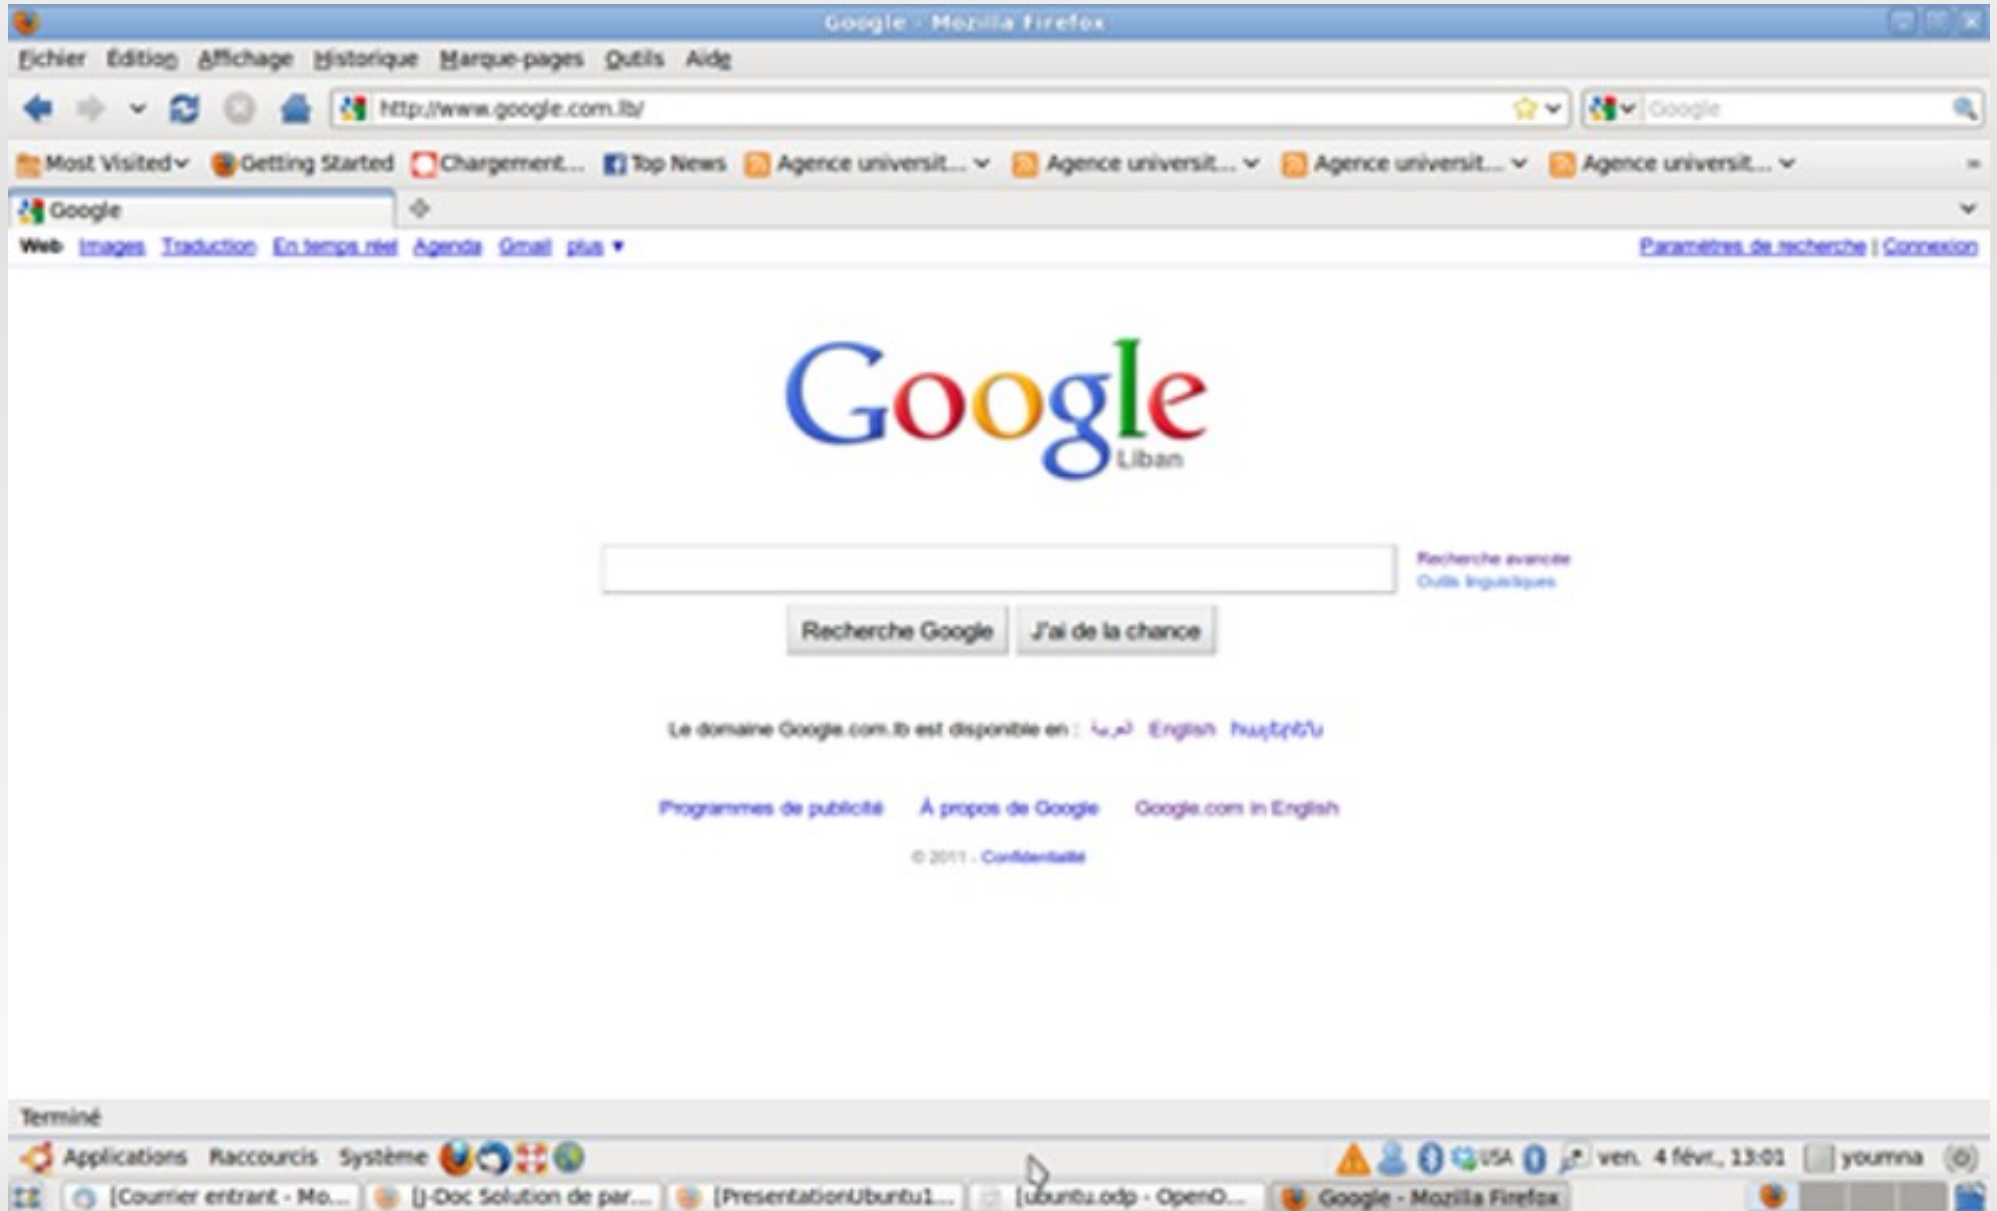 Google - Mozilla Firefox
Fichier Édition Affichage Historique Marque-pages Outils Aide
http://www.google.com.lb/ Google
Most Visited Getting Started Chargement... Top News Agence universit... Agence universit... Agence universit... Agence universit...
Google
Web Images Traduction En temps réel Agenda Gmail plus ▼ Paramètres de recherche | Connexion
Google
Liban
Recherche avancée
Outils linguistiques
Recherche Google J'ai de la chance
Le domaine Google.com.lb est disponible en : العربية English հայերեն
Programmes de publicité À propos de Google Google.com in English
© 2011 - Confidentialité
Terminé
Applications Raccourcis Système USA ven. 4 févr., 13:01 youmna
[Courrier entrant - Mo... [J-Doc Solution de par... [PresentationUbuntu1... [ubuntu.odp - OpenO... Google - Mozilla Firefox